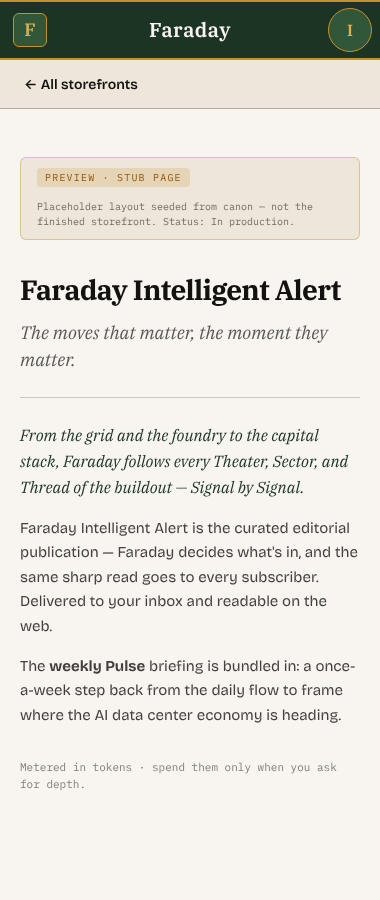 F
Faraday
I
← All storefronts
PREVIEW · STUB PAGE
Placeholder layout seeded from canon — not the
finished storefront. Status: In production.
Faraday Intelligent Alert
The moves that matter, the moment they
matter.
From the grid and the foundry to the capital
stack, Faraday follows every Theater, Sector, and
Thread of the buildout — Signal by Signal.
Faraday Intelligent Alert is the curated editorial
publication — Faraday decides what's in, and the
same sharp read goes to every subscriber.
Delivered to your inbox and readable on the
web.
The weekly Pulse briefing is bundled in: a once-
a-week step back from the daily flow to frame
where the AI data center economy is heading.
Metered in tokens · spend them only when you ask
for depth.